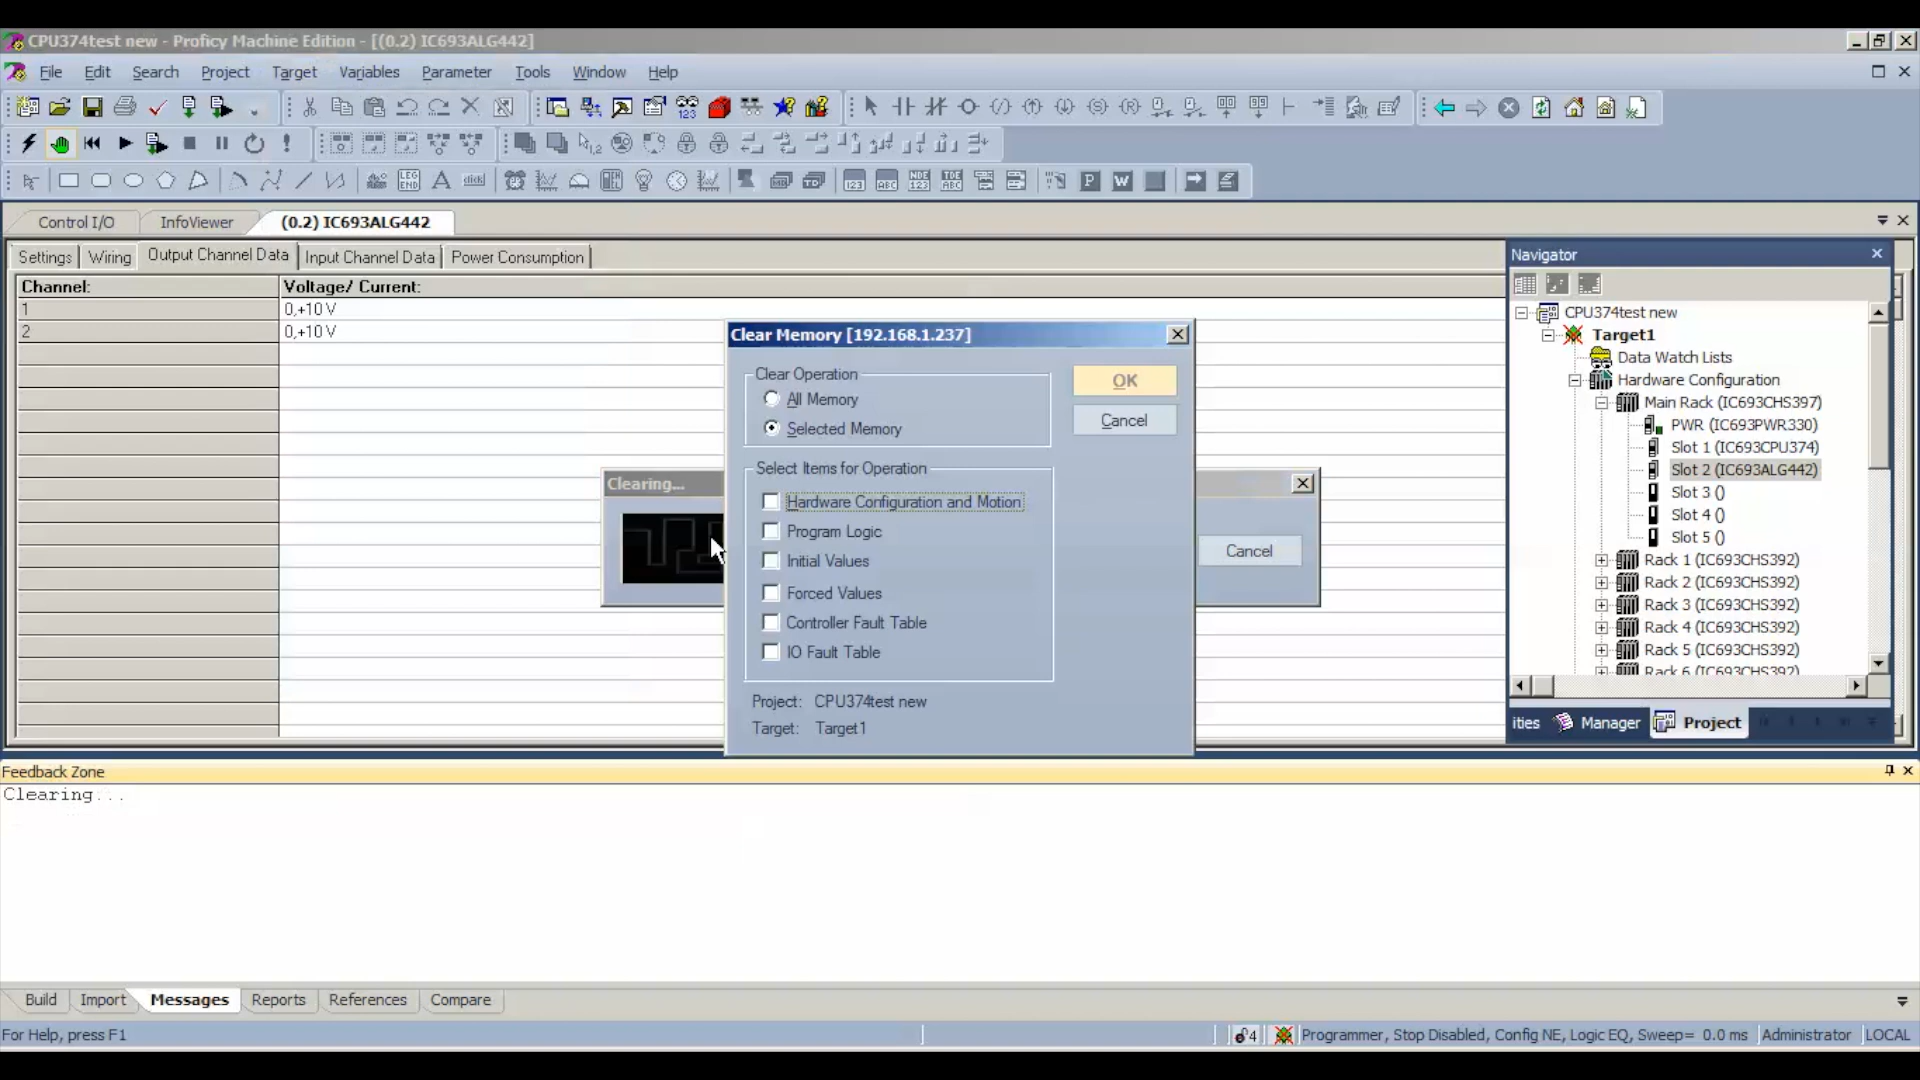 CPU374test new - Proficy Machine Edition - [(0.2) IC693ALG442]
File Edit Search Project Target Variables Parameter Tools Window Help
Control I/O InfoViewer (0.2) IC693ALG442
Settings Wiring Output Channel Data Input Channel Data Power Consumption
Channel: Voltage/ Current:
1 0,+10 V
2 0,+10 V
Clearing...
Cancel
Clear Memory [192.168.1.237]
Clear Operation
All Memory
Selected Memory
OK
Cancel
Select Items for Operation
Hardware Configuration and Motion
Program Logic
Initial Values
Forced Values
Controller Fault Table
IO Fault Table
Project: CPU374test new
Target: Target1
Navigator
CPU374test new
Target1
Data Watch Lists
Hardware Configuration
Main Rack (IC693CHS397)
PWR (IC693PWR330)
Slot 1 (IC693CPU374)
Slot 2 (IC693ALG442)
Slot 3 ()
Slot 4 ()
Slot 5 ()
Rack 1 (IC693CHS392)
Rack 2 (IC693CHS392)
Rack 3 (IC693CHS392)
Rack 4 (IC693CHS392)
Rack 5 (IC693CHS392)
Rack 6 (IC693CHS392)
ities Manager Project
Feedback Zone
Clearing...
Build Import Messages Reports References Compare
For Help, press F1
4 Programmer, Stop Disabled, Config NE, Logic EQ, Sweep= 0.0 ms Administrator LOCAL